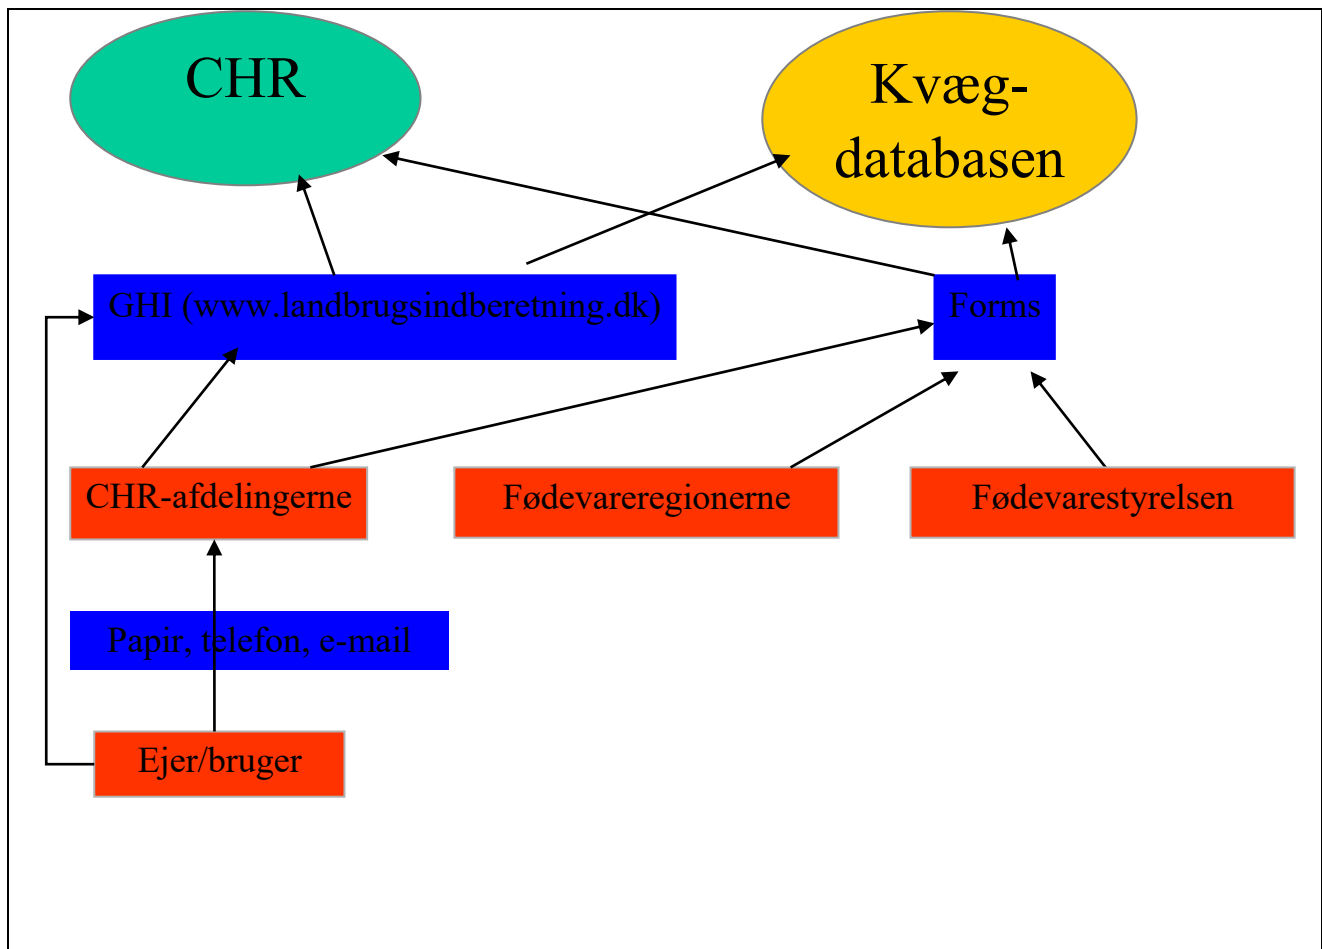 CHR
Kvæg-
databasen
GHI (www.landbrugsindberetning.dk)
Forms
CHR-afdelingerne
Fødevareregionerne
Fødevarestyrelsen
Papir, telefon, e-mail
Ejer/bruger